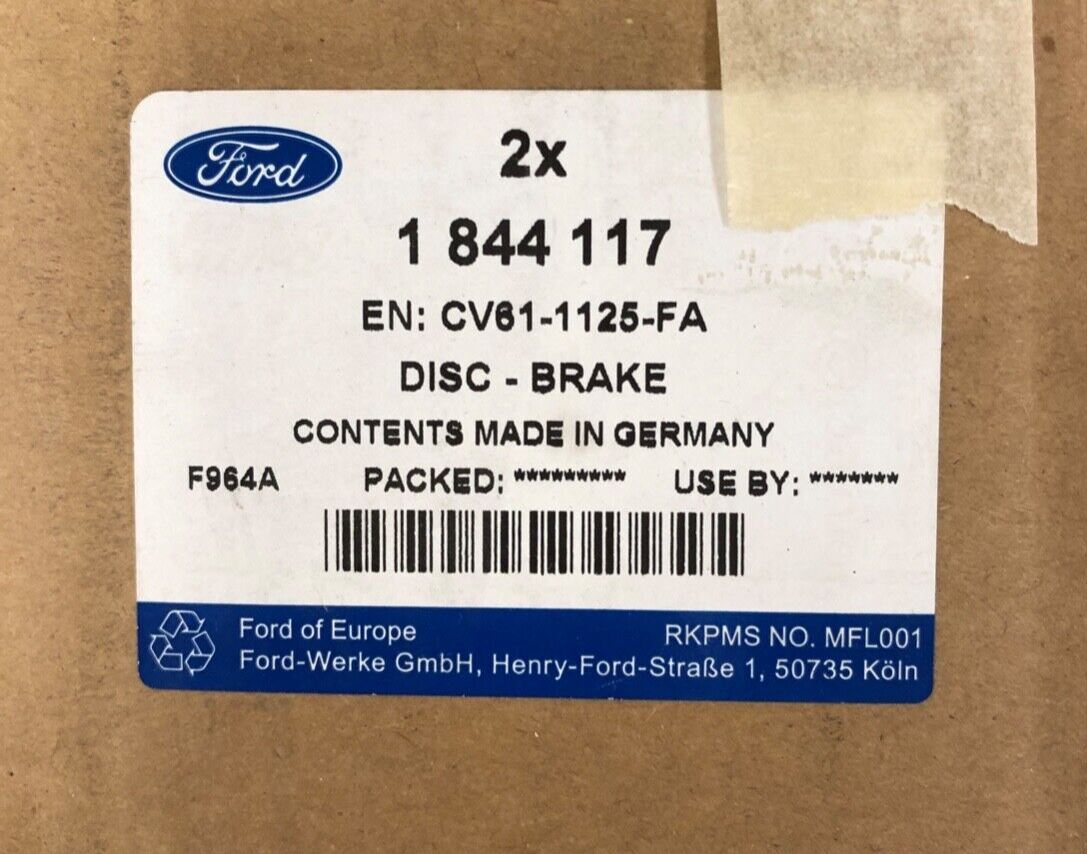 Ford
2x
1 844 117
EN: CV61-1125-FA
DISC - BRAKE
CONTENTS MADE IN GERMANY
F964A PACKED: ********* USE BY: *******
Ford of Europe RKPMS NO. MFL001
Ford-Werke GmbH, Henry-Ford-Straße 1, 50735 Köln